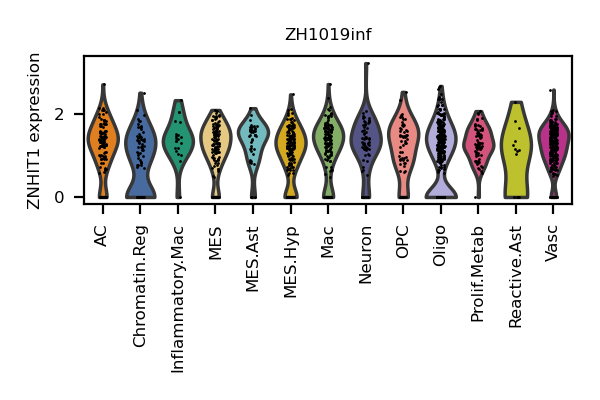 ZH1019inf
ZNHIT1 expression
2
0
AC
Chromatin.Reg
Inflammatory.Mac
MES
MES.Ast
MES.Hyp
Mac
Neuron
OPC
Oligo
Prolif.Metab
Reactive.Ast
Vasc